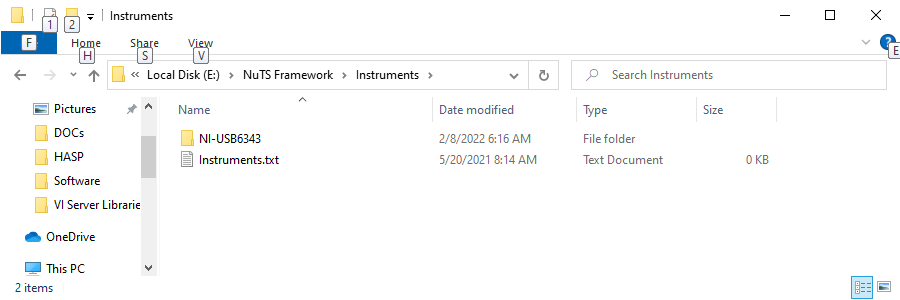 Instruments
1
2
F
Home
Share
View
H
S
V
?
E
« Local Disk (E:) > NuTS Framework > Instruments >
Search Instruments
Pictures
DOCs
HASP
Software
VI Server Librarie
OneDrive
This PC
Name
Date modified
Type
Size
NI-USB6343
2/8/2022 6:16 AM
File folder
Instruments.txt
5/20/2021 8:14 AM
Text Document
0 KB
2 items